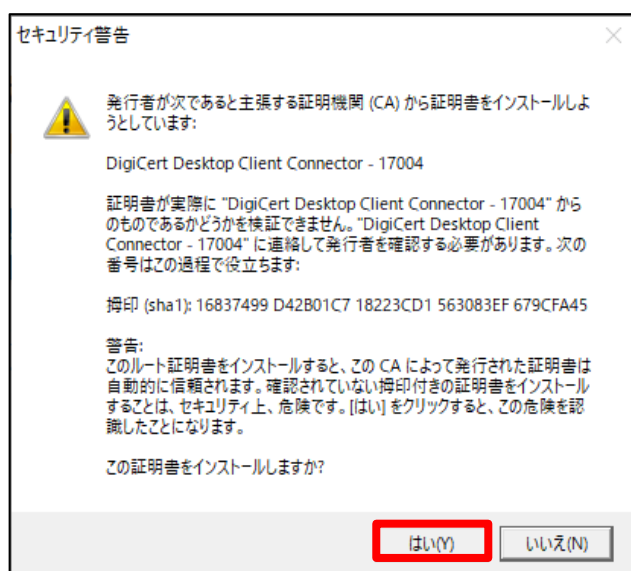 セキュリティ警告
発行者が次であると主張する証明機関 (CA) から証明書をインストールしよ
うとしています:
DigiCert Desktop Client Connector - 17004
証明書が実際に "DigiCert Desktop Client Connector - 17004" から
のものであるかどうかを検証できません。"DigiCert Desktop Client
Connector - 17004" に連絡して発行者を確認する必要があります。次の
番号はこの過程で役立ちます:
拇印 (sha1): 16837499 D42B01C7 18223CD1 563083EF 679CFA45
警告:
このルート証明書をインストールすると、この CA によって発行された証明書は
自動的に信頼されます。確認されていない拇印付きの証明書をインストール
することは、セキュリティ上、危険です。[はい] をクリックすると、この危険を認
識したことになります。
この証明書をインストールしますか?
はい(Y)
いいえ(N)